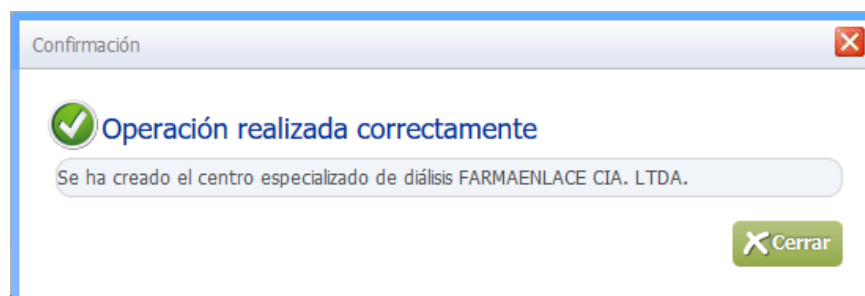 Confirmación
Operación realizada correctamente
Se ha creado el centro especializado de diálisis FARMAENLACE CIA. LTDA.
Cerrar